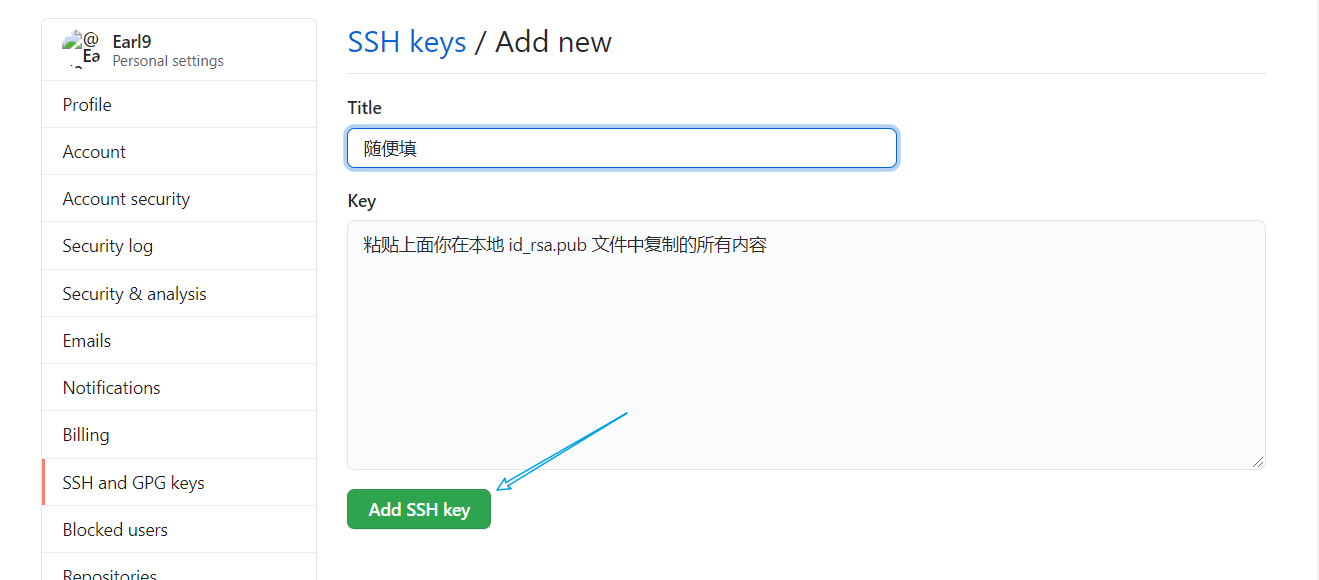 Earl9
Personal settings
Profile
Account
Account security
Security log
Security & analysis
Emails
Notifications
Billing
SSH and GPG keys
Blocked users
Repositories
SSH keys / Add new
Title
随便填
Key
粘贴上面你在本地 id_rsa.pub 文件中复制的所有内容
Add SSH key